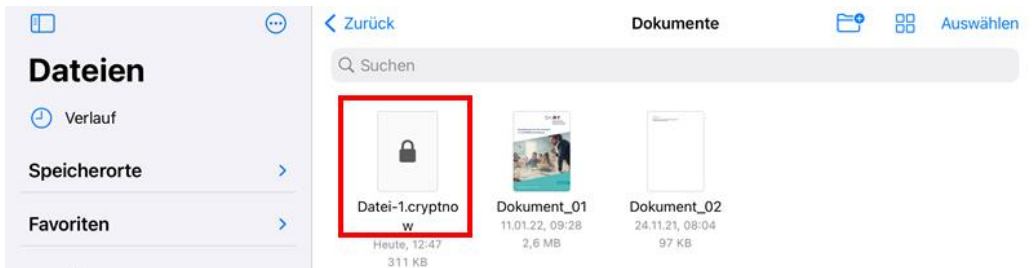 Zurück
Dokumente
Auswählen
Dateien
Suchen
Verlauf
Speicherorte
Favoriten
Datei-1.cryptno
w
Heute, 12:47
311 KB
Dokument_01
11.01.22, 09:28
2,6 MB
Dokument_02
24.11.21, 08:04
97 KB